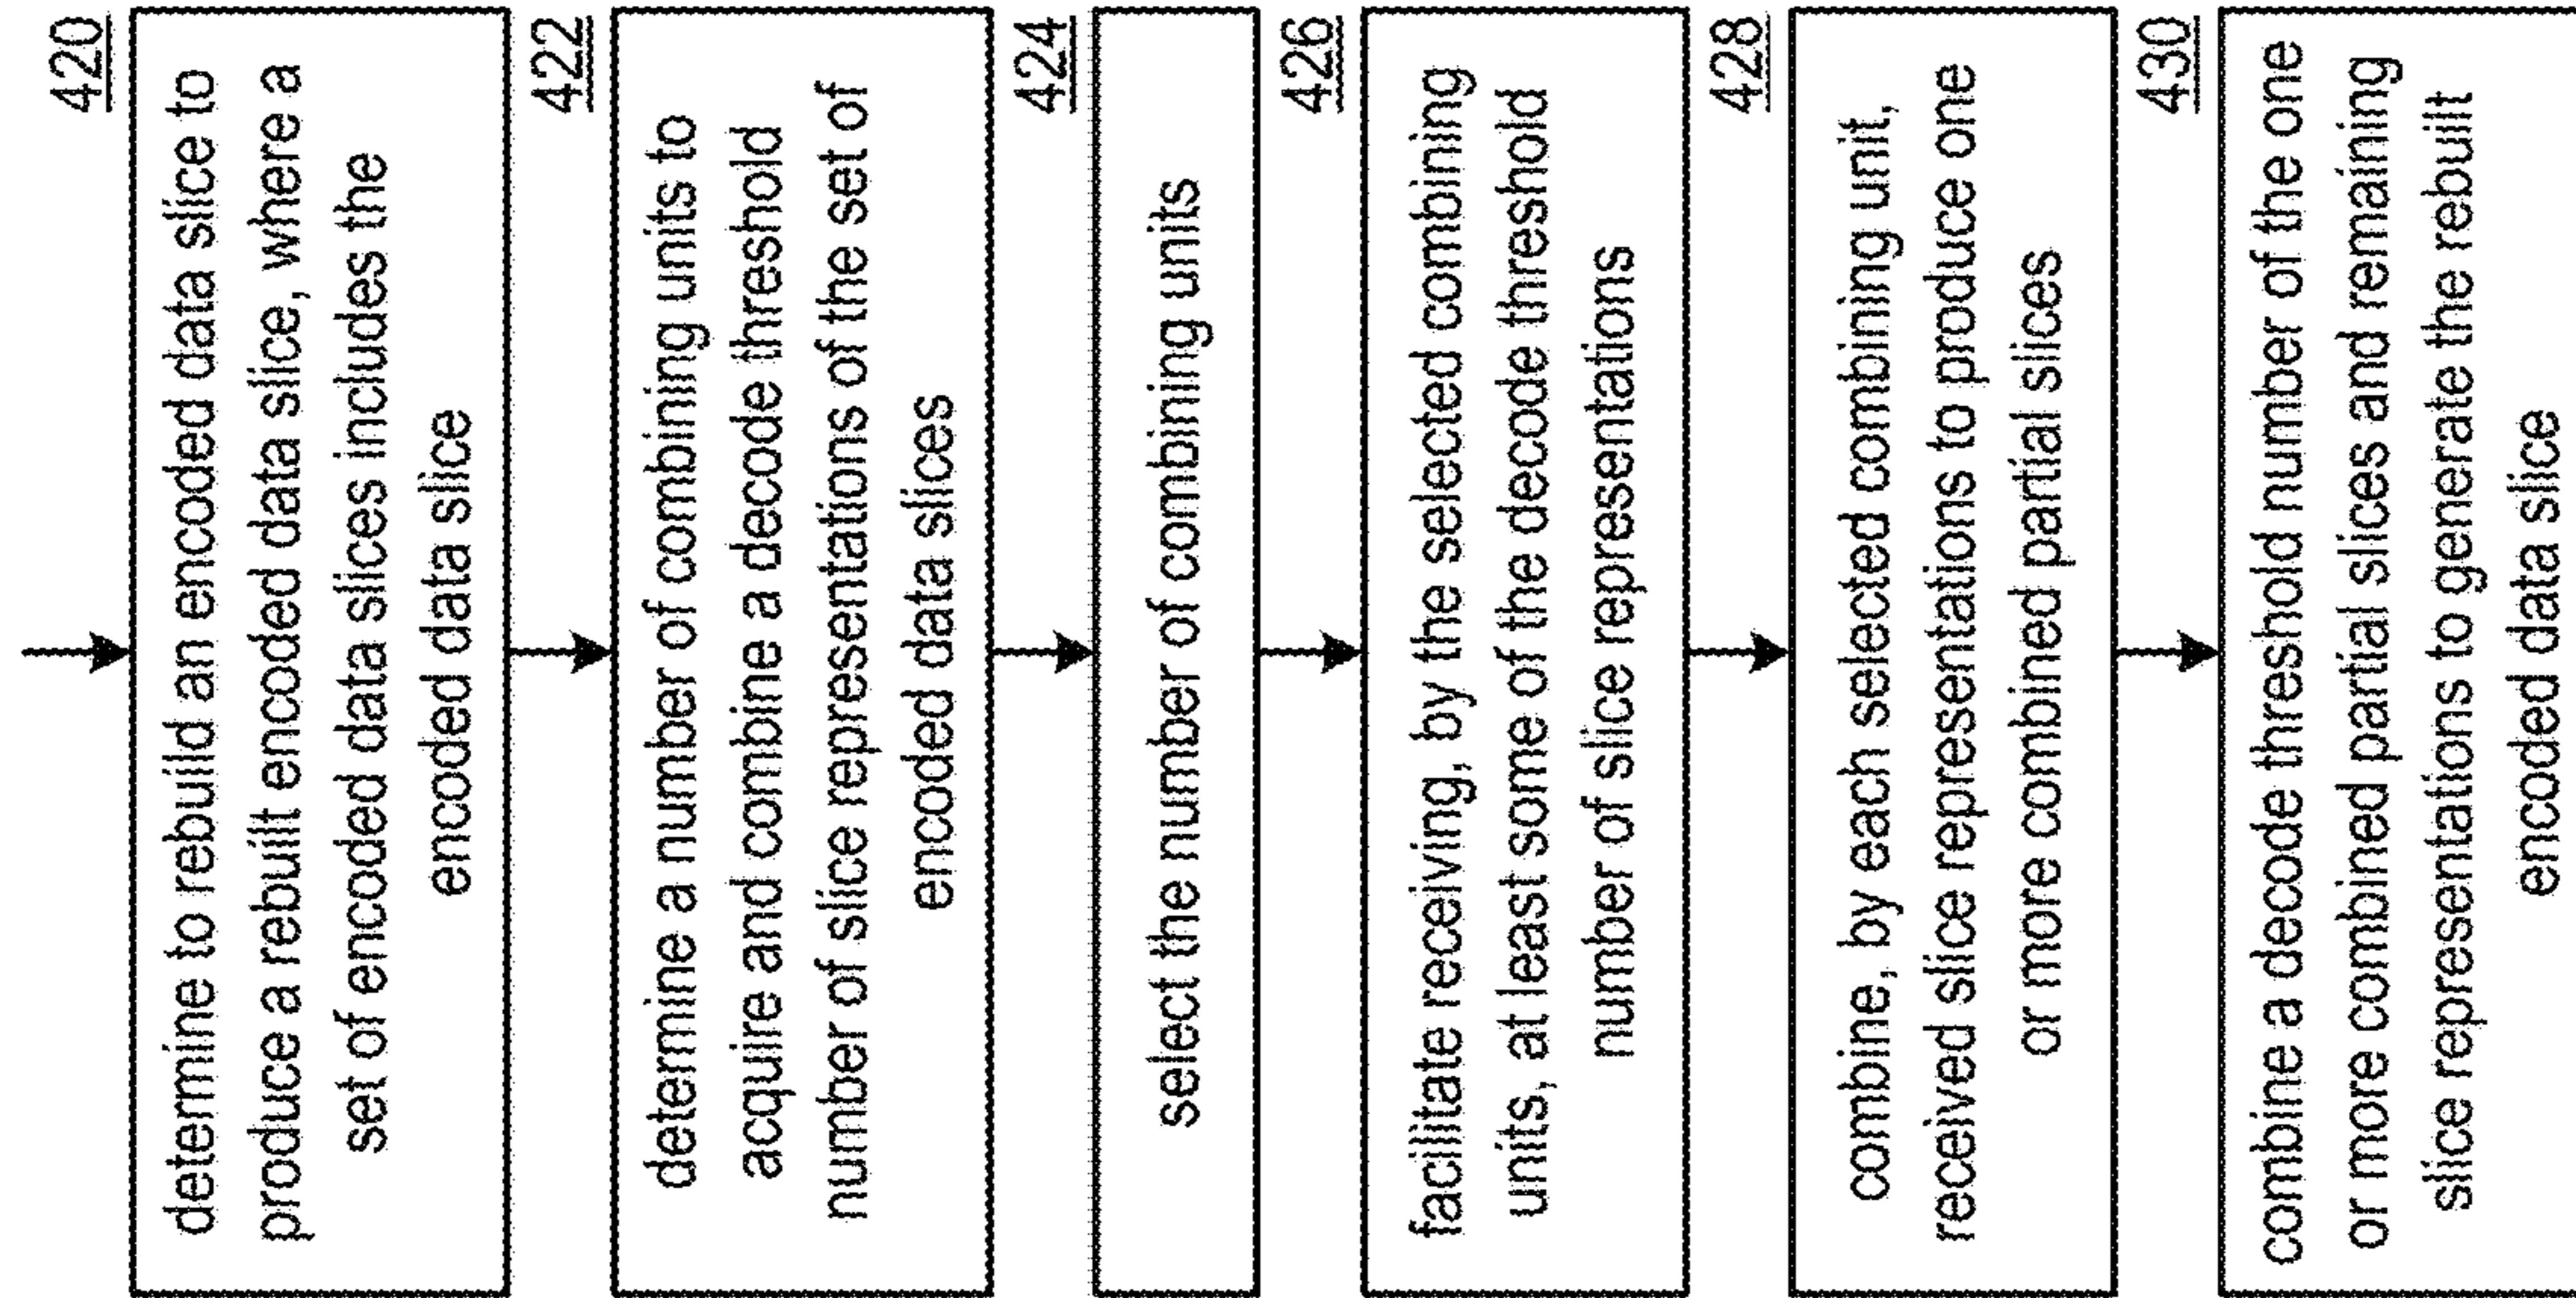 420
determine to rebuild an encoded data slice to
produce a rebuilt encoded data slice, where a
set of encoded data slices includes the
encoded data slice
422
determine a number of combining units to
acquire and combine a decode threshold
number of slice representations of the set of
encoded data slices
424
select the number of combining units
426
facilitate receiving, by the selected combining
units, at least some of the decode threshold
number of slice representations
428
combine, by each selected combining unit,
received slice representations to produce one
or more combined partial slices
430
combine a decode threshold number of the one
or more combined partial slices and remaining
slice representations to generate the rebuilt
encoded data slice